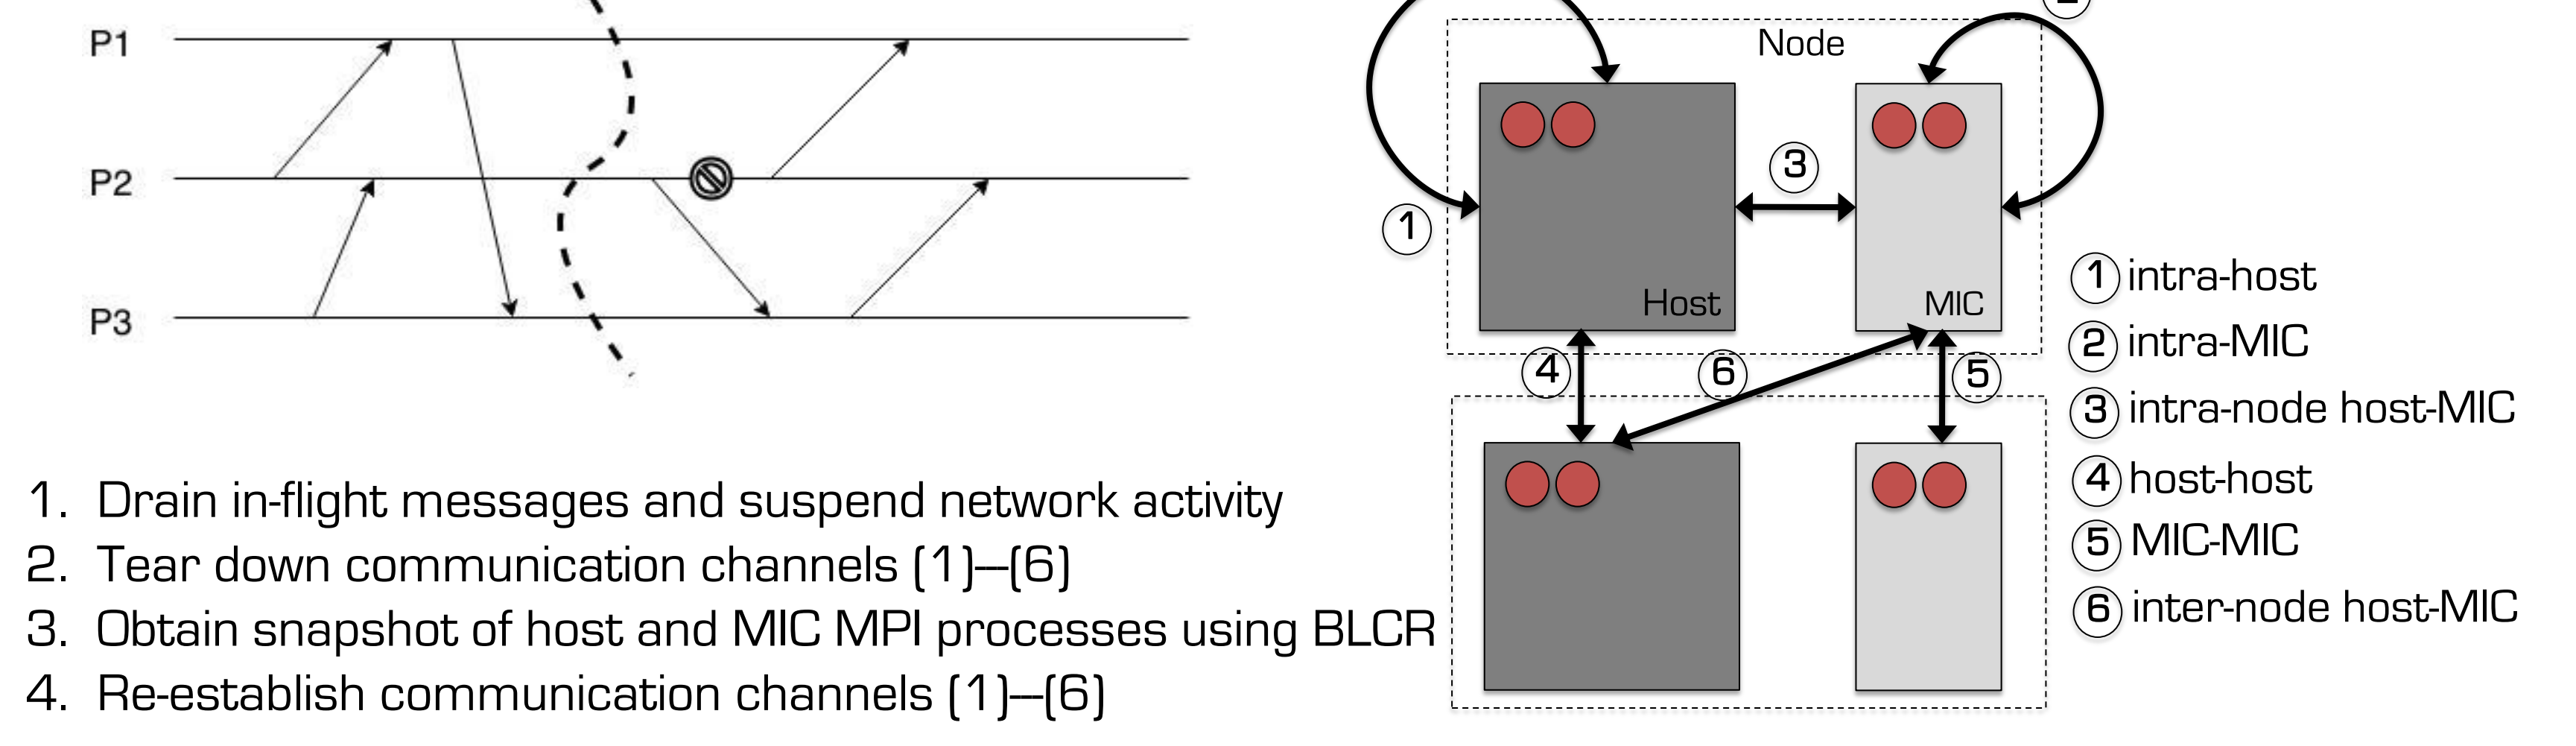 P1
P2
P3
1. Drain in-flight messages and suspend network activity
2. Tear down communication channels (1)—(6)
3. Obtain snapshot of host and MIC MPI processes using BLCR
4. Re-establish communication channels (1)—(6)
Node
3
1
Host
MIC
4
6
5
1 intra-host
2 intra-MIC
3 intra-node host-MIC
4 host-host
5 MIC-MIC
6 inter-node host-MIC